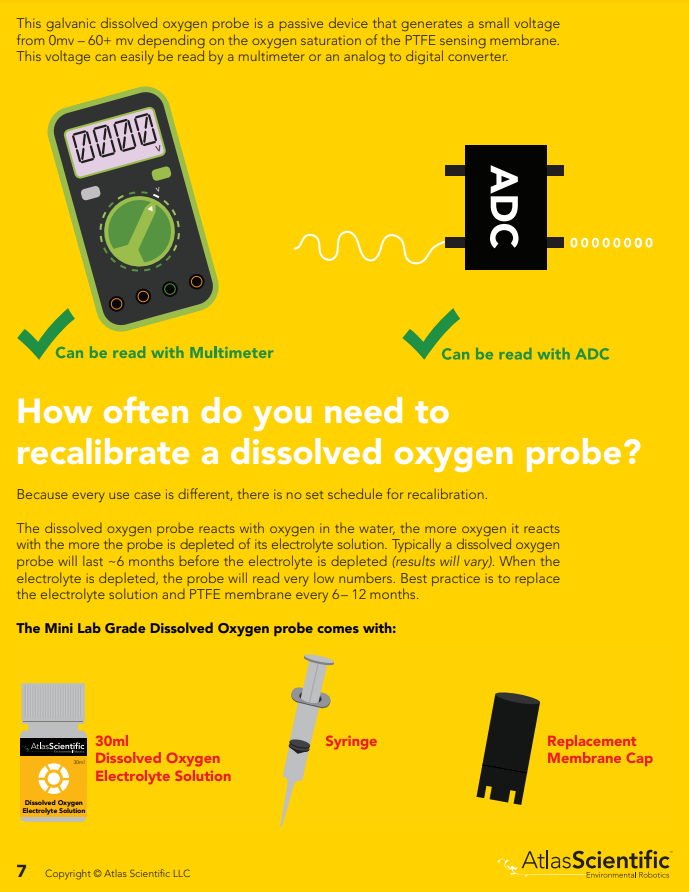 This galvanic dissolved oxygen probe is a passive device that generates a small voltage
from 0mv – 60+ mv depending on the oxygen saturation of the PTFE sensing membrane.
This voltage can easily be read by a multimeter or an analog to digital converter.
0000
V
V
ADC
00000000
Can be read with Multimeter
Can be read with ADC
How often do you need to
recalibrate a dissolved oxygen probe?
Because every use case is different, there is no set schedule for recalibration.
The dissolved oxygen probe reacts with oxygen in the water, the more oxygen it reacts
with the more the probe is depleted of its electrolyte solution. Typically a dissolved oxygen
probe will last ~6 months before the electrolyte is depleted (results will vary). When the
electrolyte is depleted, the probe will read very low numbers. Best practice is to replace
the electrolyte solution and PTFE membrane every 6– 12 months.
The Mini Lab Grade Dissolved Oxygen probe comes with:
AtlasScientific
30ml
Dissolved Oxygen
Electrolyte Solution
30ml
Dissolved Oxygen
Electrolyte Solution
Syringe
Replacement
Membrane Cap
7 Copyright © Atlas Scientific LLC
AtlasScientific
Environmental Robotics